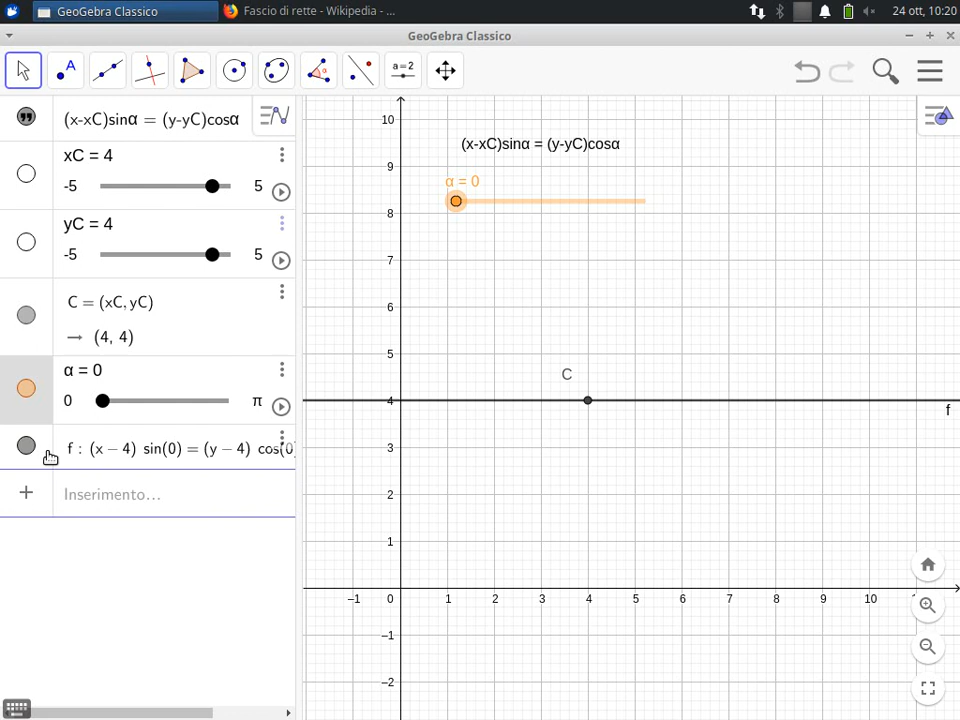 GeoGebra Classico
Fascio di rette - Wikipedia - ...
24 ott, 10:20
GeoGebra Classico
A
a=2
(x-xC)sinα = (y-yC)cosα
xC = 4
-5
5
yC = 4
-5
5
C = (xC, yC)
→ (4, 4)
α = 0
0
π
f : (x − 4) sin(0) = (y − 4) cos(0
+
Inserimento…
(x-xC)sinα = (y-yC)cosα
α = 0
C
f
10
9
8
7
6
5
4
3
2
1
−1 0 1 2 3 4 5 6 7 8 9 10
−1
−2